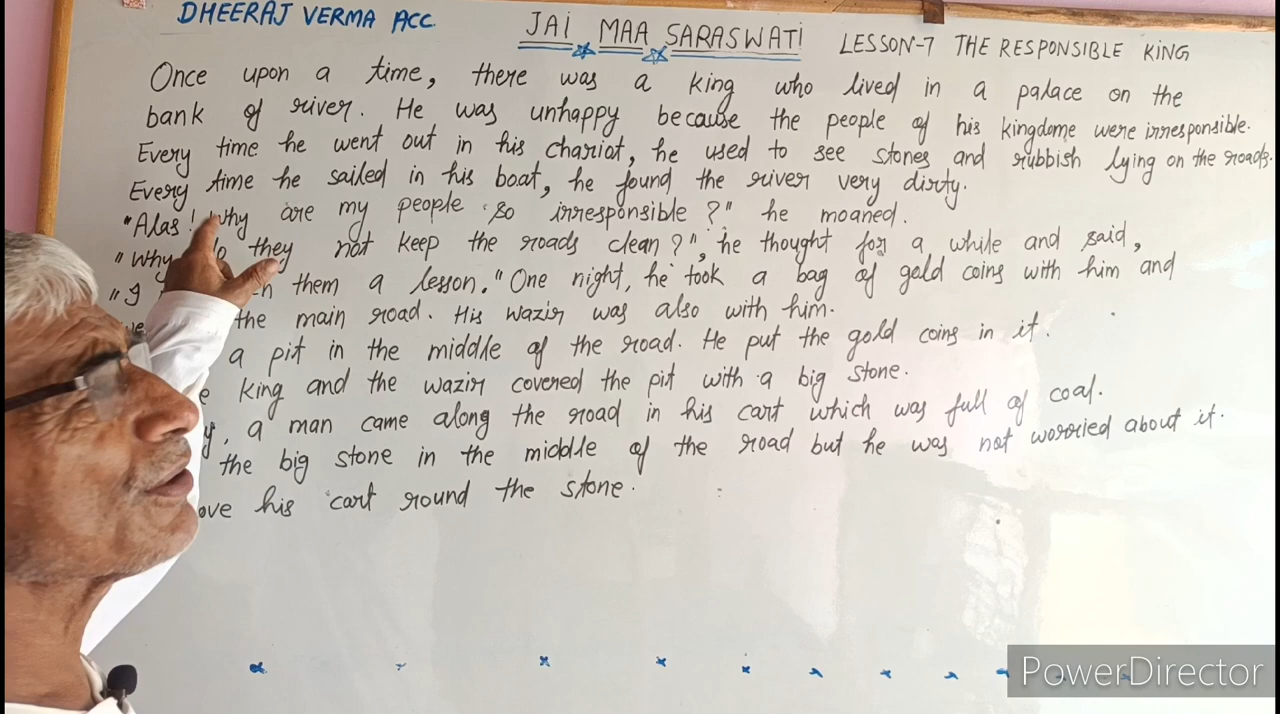 DHEERAJ VERMA ACC.
JAI MAA SARASWATI
LESSON-7 THE RESPONSIBLE KING
Once upon a time, there was a king who lived in a palace on the
bank of river. He was unhappy because the people of his kingdome were irresponsible.
Every time he went out in his chariot, he used to see stones and rubbish lying on the roads.
Every time he sailed in his boat, he found the river very dirty.
"Alas! Why are my people so irresponsible?" he moaned.
"Why they not keep the roads clean?", he thought for a while and said,
"I them a lesson." One night, he took a bag of gold coins with him and
the main road. His wazir was also with him.
a pit in the middle of the road. He put the gold coins in it.
king and the wazir covered the pit with a big stone.
a man came along the road in his cart which was full of coal.
the big stone in the middle of the road but he was not worried about it.
his cart round the stone.
PowerDirector